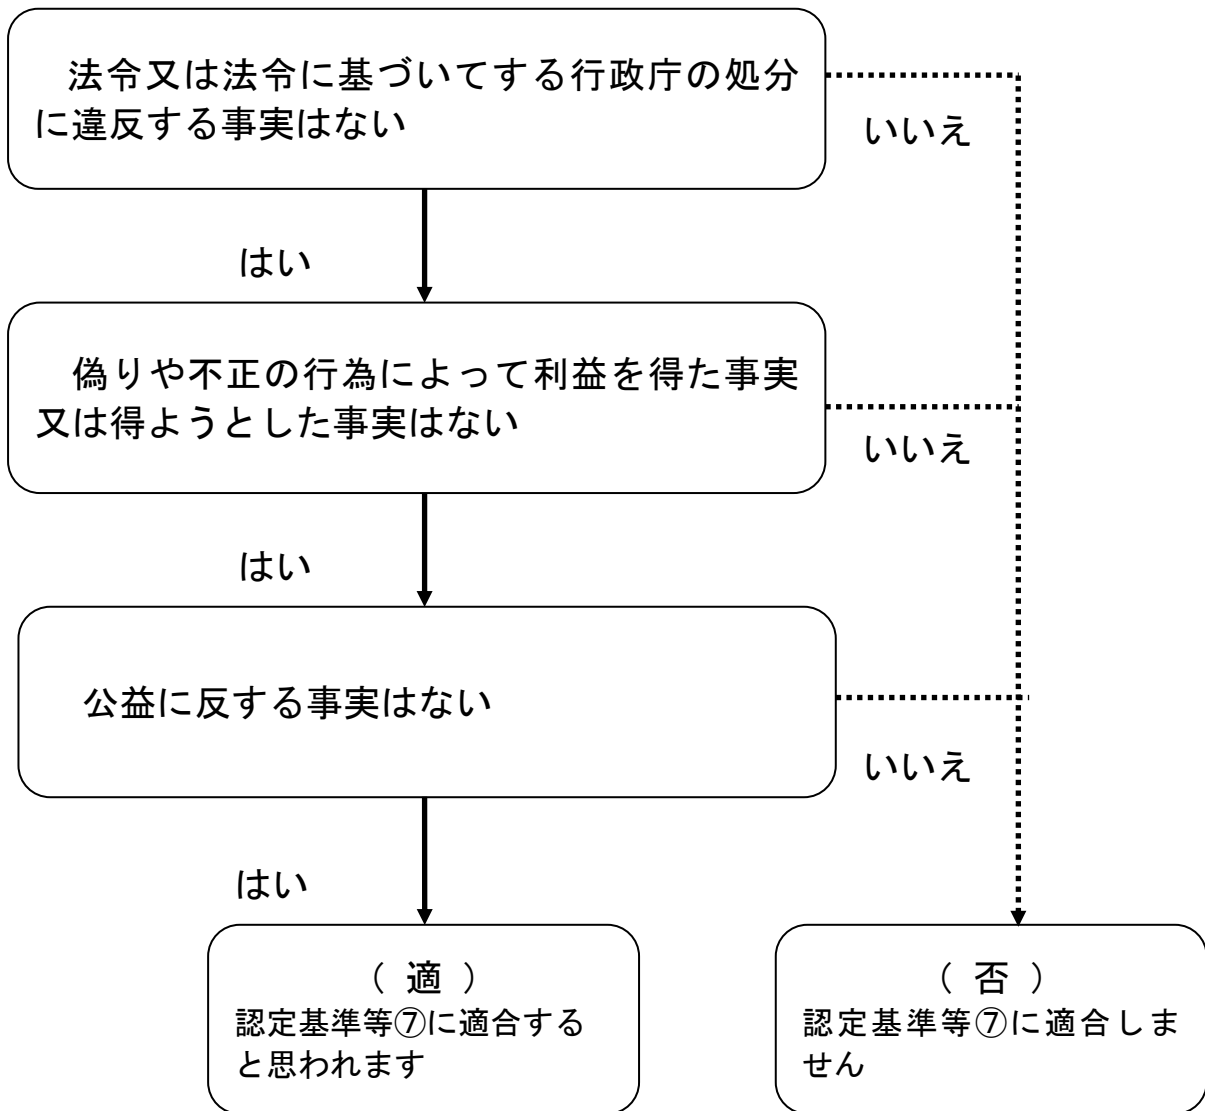 法令又は法令に基づいてする行政庁の処分
に違反する事実はない
いいえ
はい
偽りや不正の行為によって利益を得た事実
又は得ようとした事実はない
いいえ
はい
公益に反する事実はない
いいえ
はい
（ 適 ）
認定基準等⑦に適合する
と思われます
（ 否 ）
認定基準等⑦に適合しま
せん